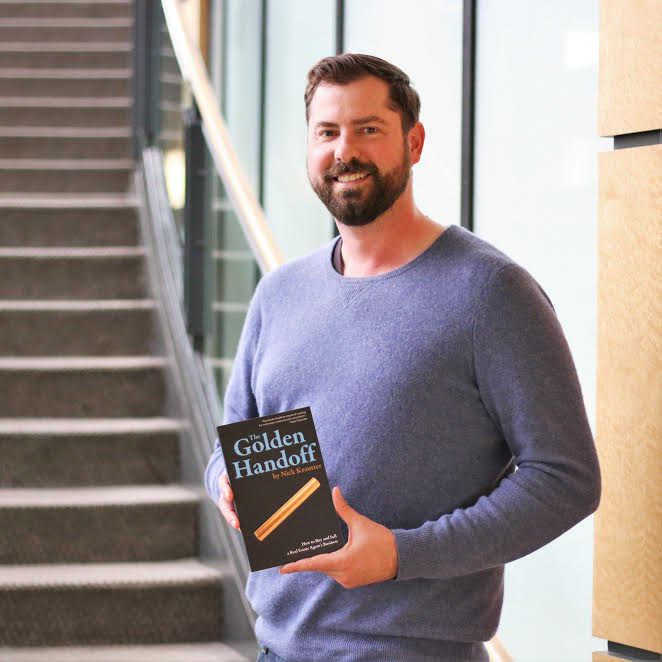 The
Golden
Handoff
by Nick Krautter
How to Buy and Sell
a Real Estate Agent's Business